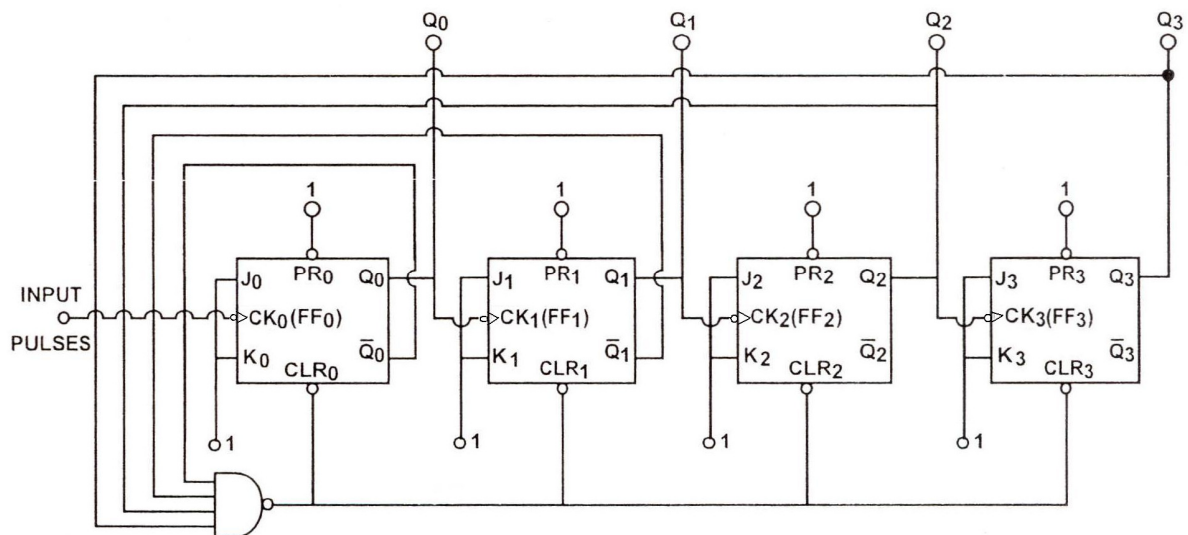 Q0 Q1 Q2 Q3
1 1 1 1
J0 PR0 Q0 J1 PR1 Q1 J2 PR2 Q2 J3 PR3 Q3
INPUT
PULSES
CK0(FF0) CK1(FF1) CK2(FF2) CK3(FF3)
K0 Q̅0 K1 Q̅1 K2 Q̅2 K3 Q̅3
CLR0 CLR1 CLR2 CLR3
1 1 1 1